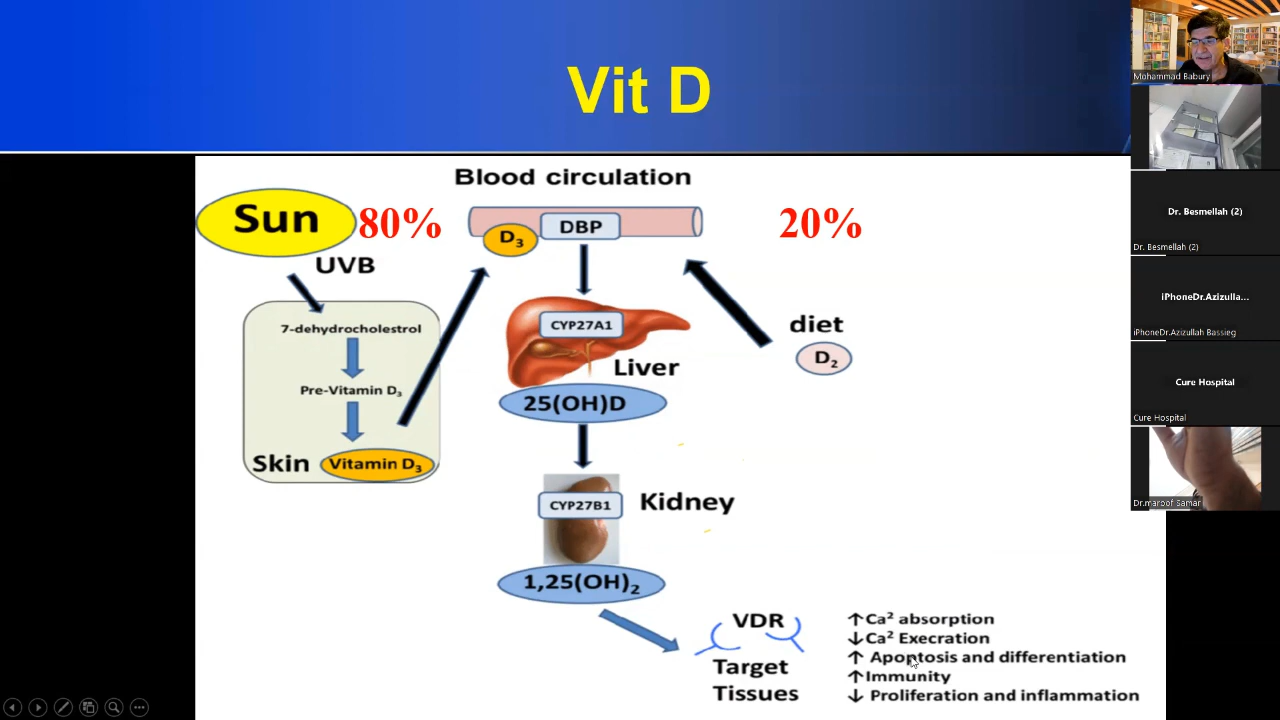 Vit D
Blood circulation
Sun
80%
D3
DBP
20%
UVB
7-dehydrocholestrol
Pre-Vitamin D3
Skin
Vitamin D3
CYP27A1
Liver
25(OH)D
diet
D2
CYP27B1
Kidney
1,25(OH)2
VDR
Target
Tissues
↑Ca2 absorption
↓Ca2 Execration
↑ Apoptosis and differentiation
↑Immunity
↓ Proliferation and inflammation
Mohammad Babury
Dr. Besmellah (2)
Dr. Besmellah (2)
iPhoneDr.Azizulla...
iPhoneDr.Azizullah Bassieg
Cure Hospital
Cure Hospital
Dr.maroof Samar